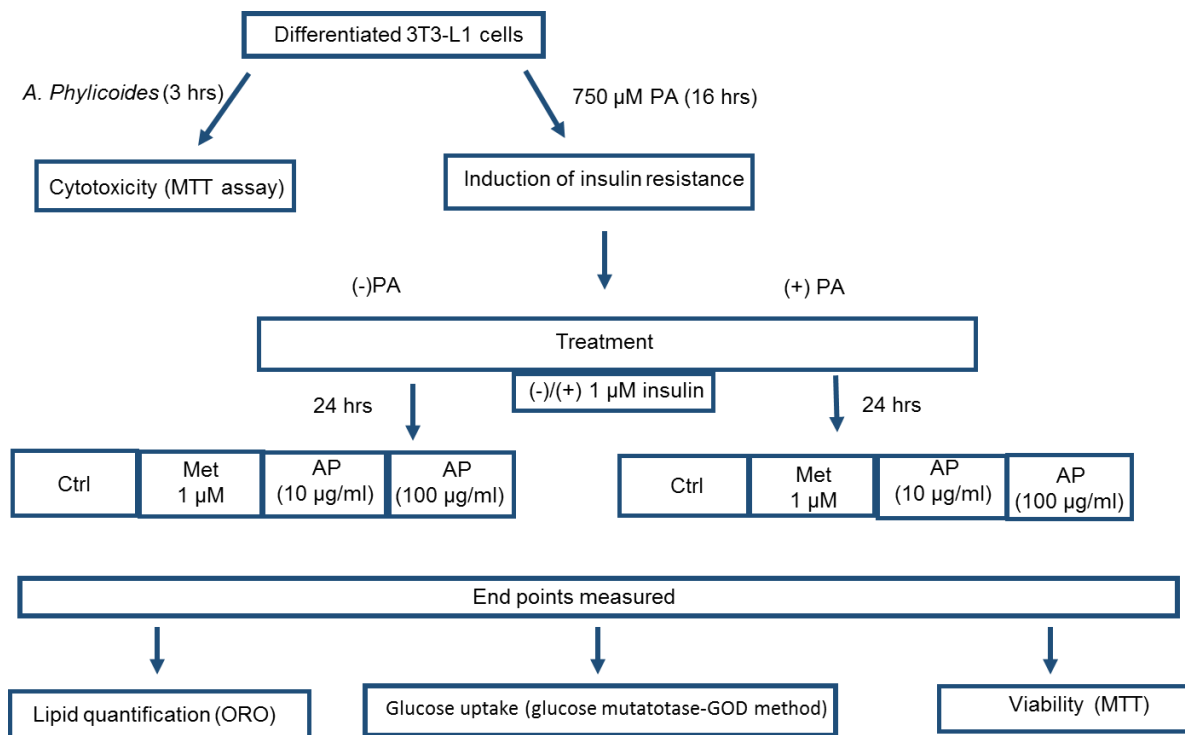 Differentiated 3T3-L1 cells
A. Phylicoides (3 hrs)
750 µM PA (16 hrs)
Cytotoxicity (MTT assay)
Induction of insulin resistance
(-)PA
(+) PA
Treatment
(-)/(+) 1 µM insulin
24 hrs
24 hrs
Ctrl
Met
1 µM
AP
(10 µg/ml)
AP
(100 µg/ml)
Ctrl
Met
1 µM
AP
(10 µg/ml)
AP
(100 µg/ml)
End points measured
Lipid quantification (ORO)
Glucose uptake (glucose mutatotase-GOD method)
Viability (MTT)